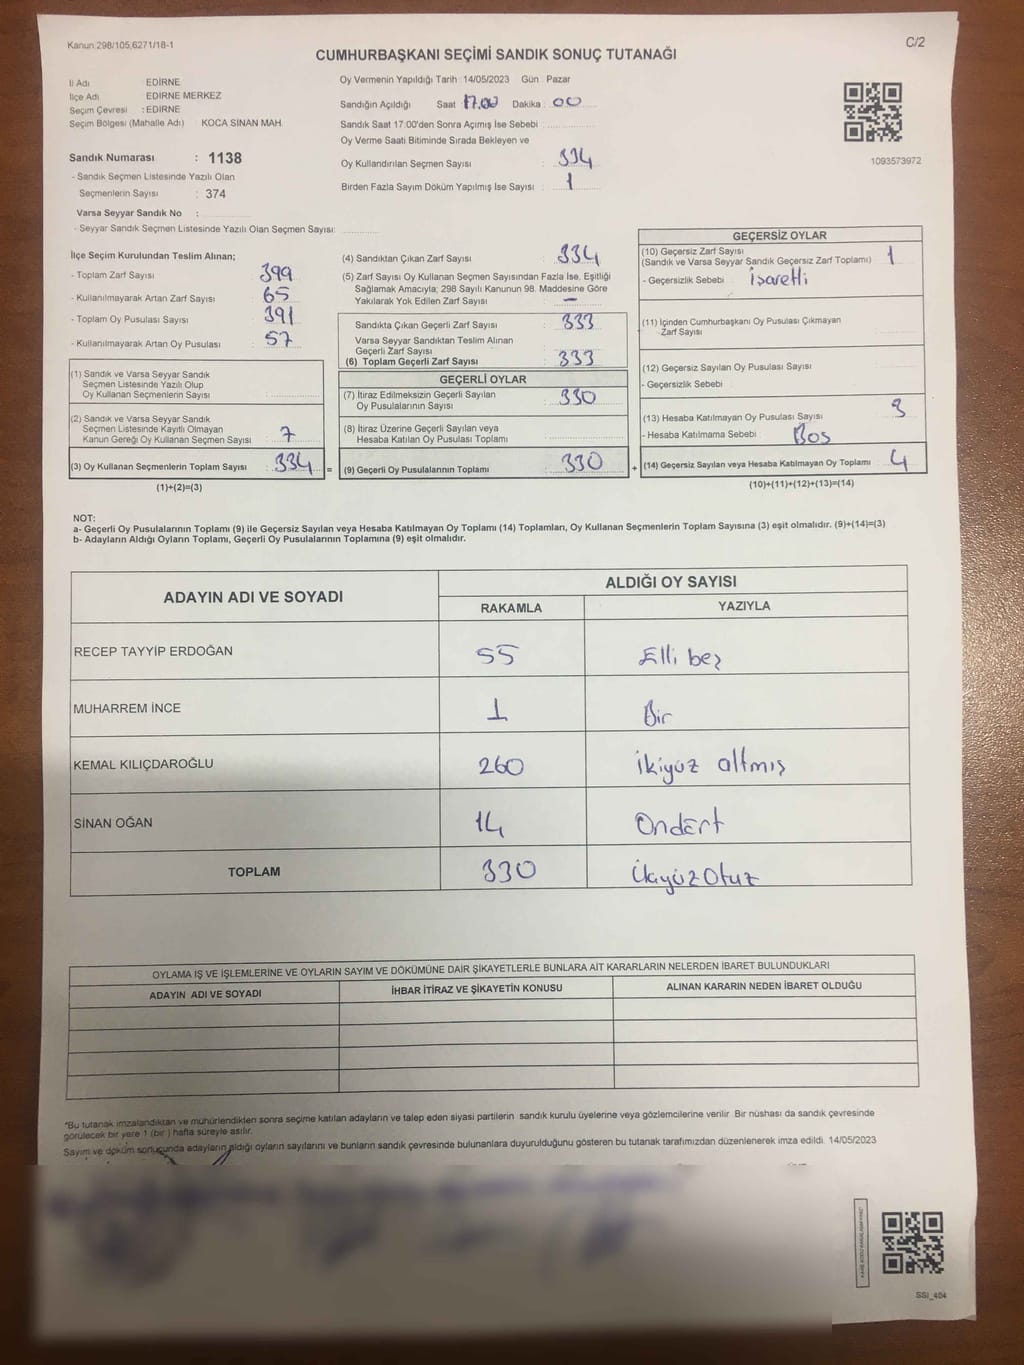 Kanun 298/105,6271/18-1
C/2
CUMHURBAŞKANI SEÇİMİ SANDIK SONUÇ TUTANAĞI
İl Adı EDİRNE
İlçe Adı EDİRNE MERKEZ
Seçim Çevresi : EDİRNE
Seçim Bölgesi (Mahalle Adı) KOCA SİNAN MAH.
Sandık Numarası : 1138
- Sandık Seçmen Listesinde Yazılı Olan
Seçmenlerin Sayısı : 374
Varsa Seyyar Sandık No :
- Seyyar Sandık Seçmen Listesinde Yazılı Olan Seçmen Sayısı:
Oy Vermenin Yapıldığı Tarih : 14/05/2023 Gün : Pazar
Sandığın Açıldığı Saat : 17.00 Dakika : 00
Sandık Saat 17:00'den Sonra Açımış İse Sebebi
Oy Verme Saati Bitiminde Sırada Bekleyen ve
Oy Kullandırılan Seçmen Sayısı : 334
Birden Fazla Sayım Döküm Yapılmış İse Sayısı : 1
1093573972
İlçe Seçim Kurulundan Teslim Alınan;
- Toplam Zarf Sayısı : 399
- Kullanılmayarak Artan Zarf Sayısı : 65
- Toplam Oy Pusulası Sayısı : 391
- Kullanılmayarak Artan Oy Pusulası : 57
(1) Sandık ve Varsa Seyyar Sandık
Seçmen Listesinde Yazılı Olup
Oy Kullanan Seçmenlerin Sayısı :
(2) Sandık ve Varsa Seyyar Sandık
Seçmen Listesinde Kayıtlı Olmayan
Kanun Gereği Oy Kullanan Seçmen Sayısı : 7
(3) Oy Kullanan Seçmenlerin Toplam Sayısı : 334 =
(1)+(2)=(3)
(4) Sandıktan Çıkan Zarf Sayısı : 334
(5) Zarf Sayısı Oy Kullanan Seçmen Sayısından Fazla İse, Eşitliği
Sağlamak Amacıyla; 298 Sayılı Kanunun 98. Maddesine Göre
Yakılarak Yok Edilen Zarf Sayısı : —
Sandıkta Çıkan Geçerli Zarf Sayısı : 333
Varsa Seyyar Sandıktan Teslim Alınan
Geçerli Zarf Sayısı :
(6) Toplam Geçerli Zarf Sayısı : 333
GEÇERLİ OYLAR
(7) İtiraz Edilmeksizin Geçerli Sayılan
Oy Pusulalarının Sayısı : 330
(8) İtiraz Üzerine Geçerli Sayılan veya
Hesaba Katılan Oy Pusulası Toplamı :
(9) Geçerli Oy Pusulalarının Toplamı : 330 +
GEÇERSİZ OYLAR
(10) Geçersiz Zarf Sayısı
(Sandık ve Varsa Seyyar Sandık Geçersiz Zarf Toplamı) : 1
- Geçersizlik Sebebi : işaretli
(11) İçinden Cumhurbaşkanı Oy Pusulası Çıkmayan
Zarf Sayısı :
(12) Geçersiz Sayılan Oy Pusulası Sayısı :
- Geçersizlik Sebebi :
(13) Hesaba Katılmayan Oy Pusulası Sayısı : 3
- Hesaba Katılmama Sebebi : Bos
(14) Geçersiz Sayılan veya Hesaba Katılmayan Oy Toplamı : 4
(10)+(11)+(12)+(13)=(14)
NOT:
a- Geçerli Oy Pusulalarının Toplamı (9) ile Geçersiz Sayılan veya Hesaba Katılmayan Oy Toplamı (14) Toplamları, Oy Kullanan Seçmenlerin Toplam Sayısına (3) eşit olmalıdır. (9)+(14)=(3)
b- Adayların Aldığı Oyların Toplamı, Geçerli Oy Pusulalarının Toplamına (9) eşit olmalıdır.
ADAYIN ADI VE SOYADI
ALDIĞI OY SAYISI
RAKAMLA YAZIYLA
RECEP TAYYİP ERDOĞAN 55 Elli beş
MUHARREM İNCE 1 Bir
KEMAL KILIÇDAROĞLU 260 ikiyüz altmış
SİNAN OĞAN 14 Ondört
TOPLAM 330 üçyüzOtuz
OYLAMA İŞ VE İŞLEMLERİNE VE OYLARIN SAYIM VE DÖKÜMÜNE DAİR ŞİKAYETLERLE BUNLARA AİT KARARLARIN NELERDEN İBARET BULUNDUKLARI
ADAYIN ADI VE SOYADI İHBAR İTİRAZ VE ŞİKAYETİN KONUSU ALINAN KARARIN NEDEN İBARET OLDUĞU
"Bu tutanak imzalandıktan ve mühürlendikten sonra seçime katılan adayların ve talep eden siyasi partilerin sandık kurulu üyelerine veya gözlemcilerine verilir. Bir nüshası da sandık çevresinde
görülecek bir yere 1 (bir ) hafta süreyle asılır.
Sayım ve döküm sonucunda adayların aldığı oyların sayılarını ve bunların sandık çevresinde bulunanlara duyurulduğunu gösteren bu tutanak tarafımızdan düzenlenerek imza edildi. 14/05/2023
SSI_404